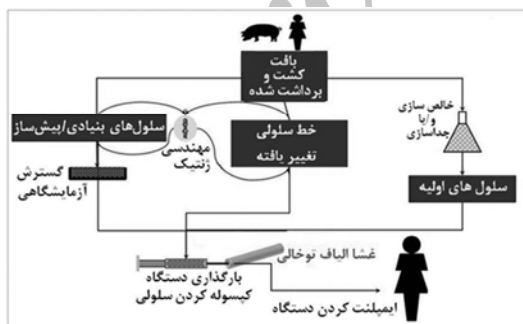 بافت
کشت و
برداشت شده
خالص سازی
و/یا
جداسازی
سلول‌های بنیادی/پیش‌ساز
مهندسی
ژنتیک
خط سلولی
تغییر یافته
گسترش
آزمایشگاهی
سلول های اولیه
غشا الیاف توخالی
بارگذاری دستگاه
کپسوله کردن سلولی
ایمپلنت کردن دستگاه